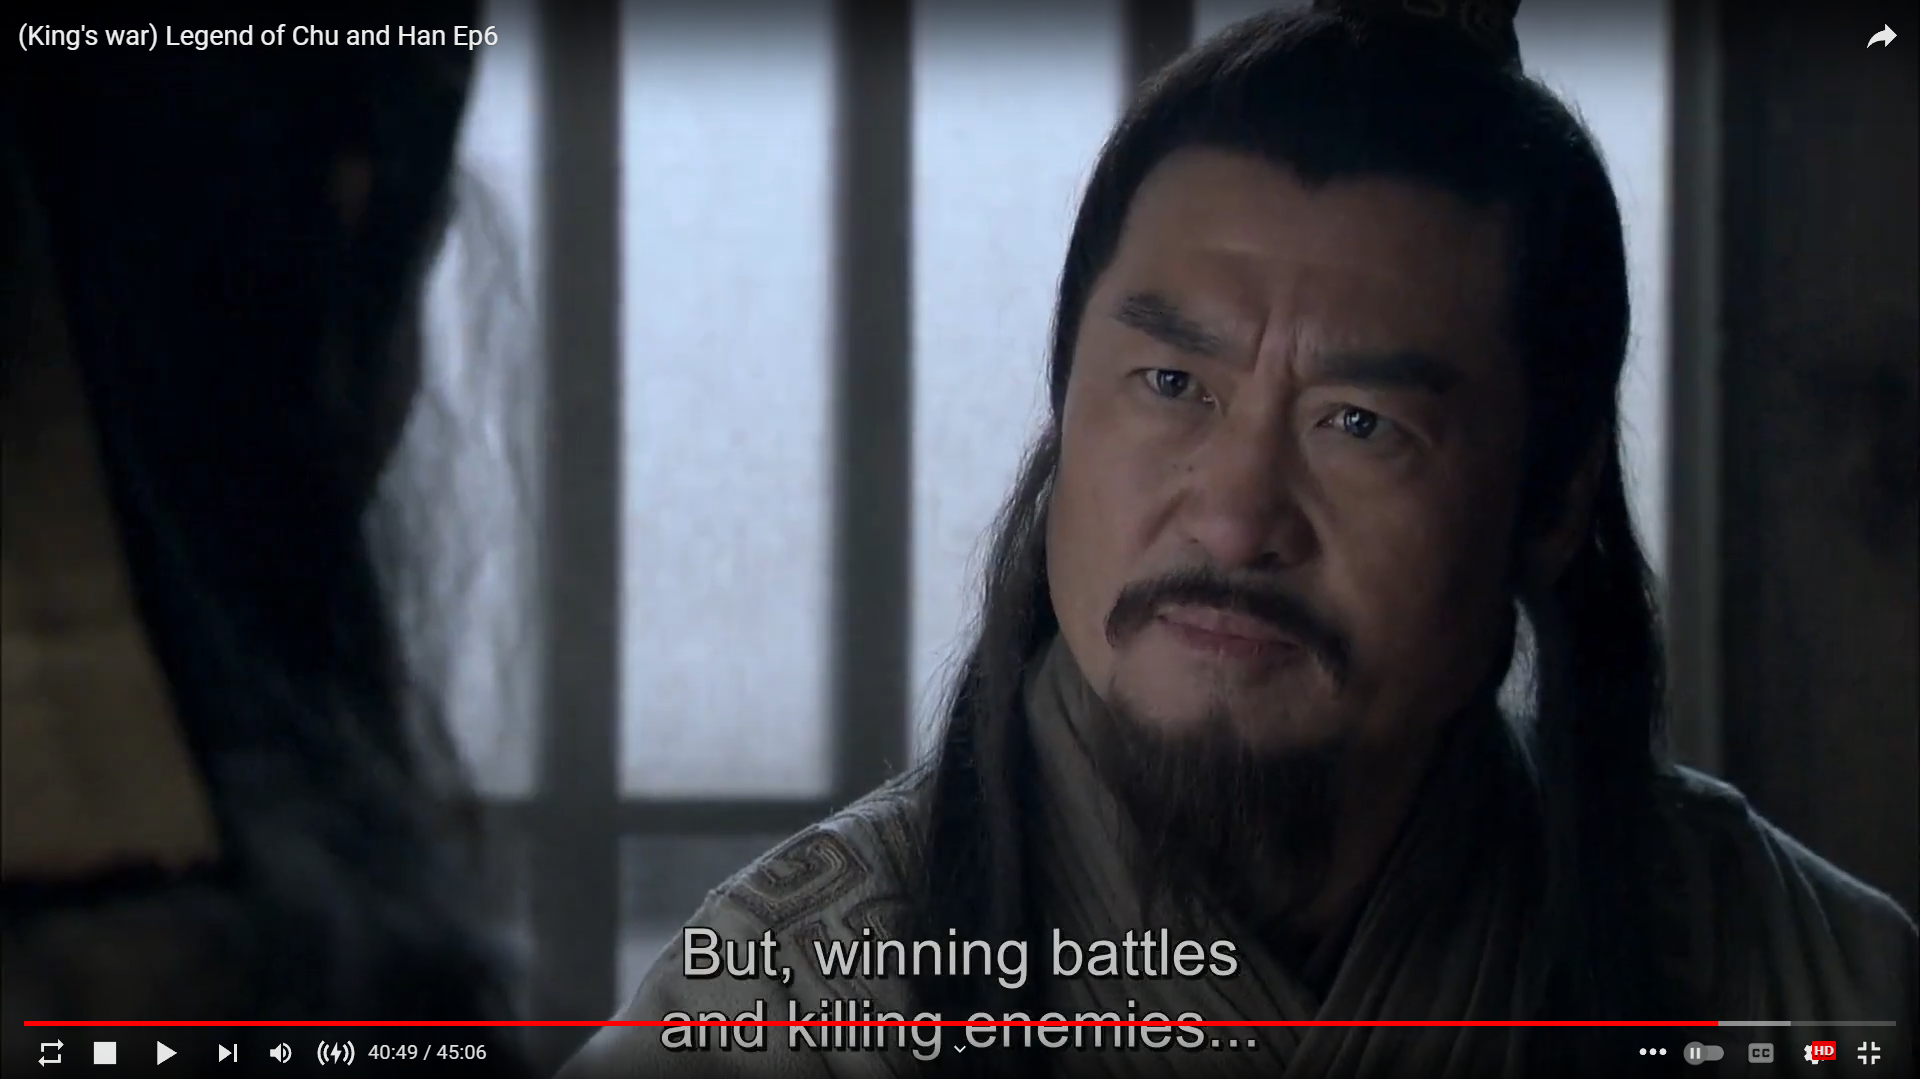 (King's war) Legend of Chu and Han Ep6
But, winning battles
and killing enemies...
40:49 / 45:06
CC
HD